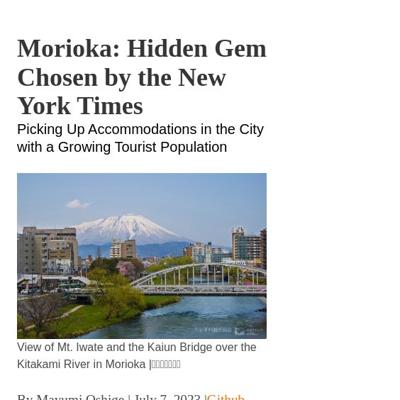 Morioka: Hidden Gem
Chosen by the New
York Times
Picking Up Accommodations in the City
with a Growing Tourist Population
View of Mt. Iwate and the Kaiun Bridge over the
Kitakami River in Morioka |
By Mayumi Oshige | July 7, 2023 |Github